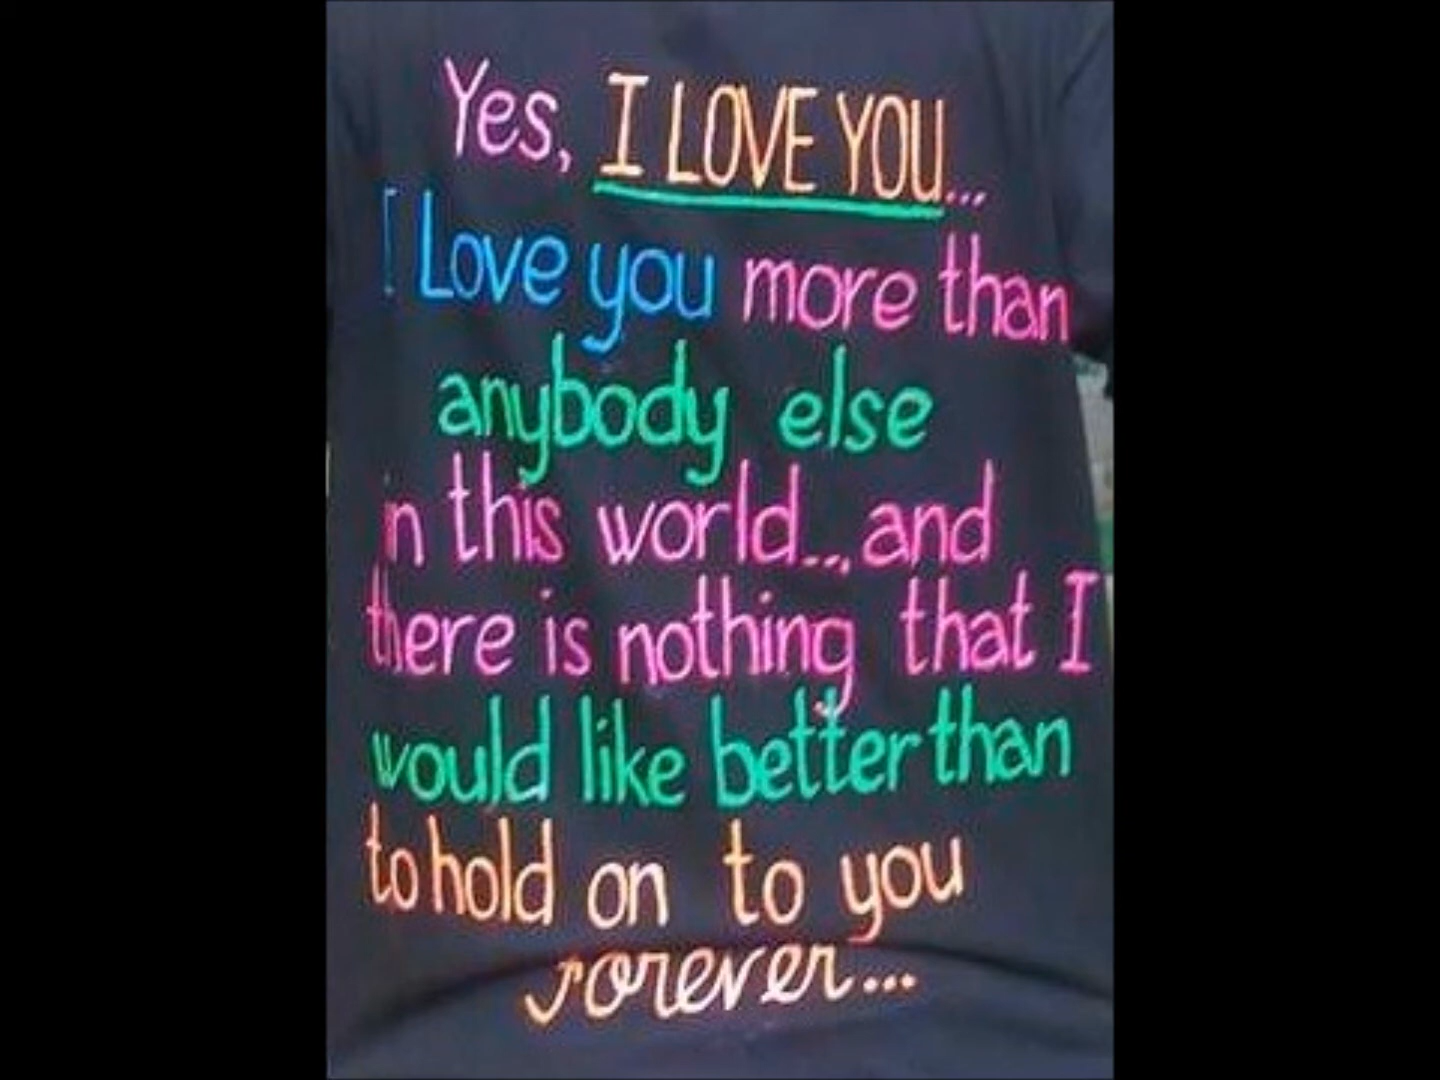 Yes, I LOVE YOU...
I Love you more than
anybody else
in this world... and
there is nothing that I
would like better than
to hold on to you
forever...